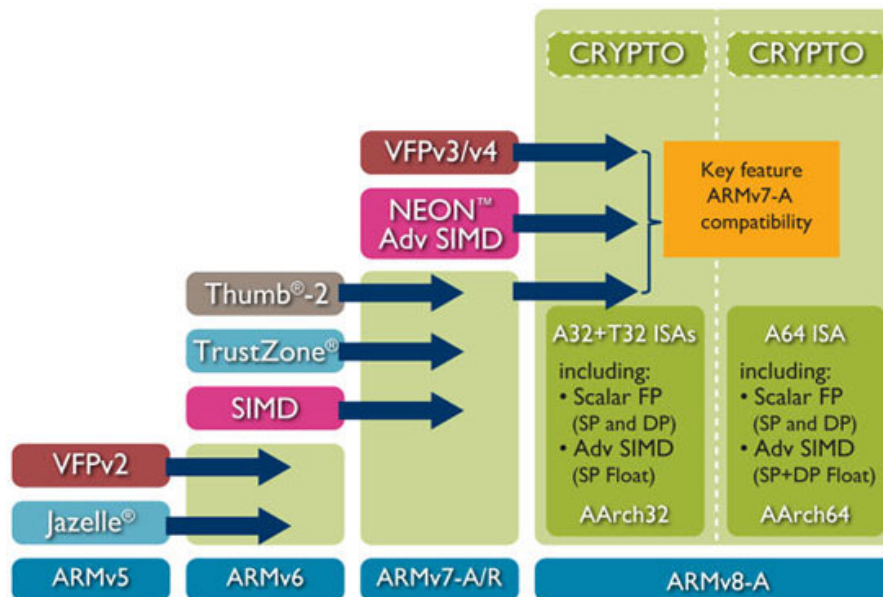 CRYPTO
CRYPTO
VFPv3/v4
Key feature
ARMv7-A
compatibility
NEON™
Adv SIMD
Thumb®-2
TrustZone®
SIMD
A32+T32 ISAs
including:
• Scalar FP
(SP and DP)
• Adv SIMD
(SP Float)
AArch32
A64 ISA
including:
• Scalar FP
(SP and DP)
• Adv SIMD
(SP+DP Float)
AArch64
VFPv2
Jazelle®
ARMv5
ARMv6
ARMv7-A/R
ARMv8-A